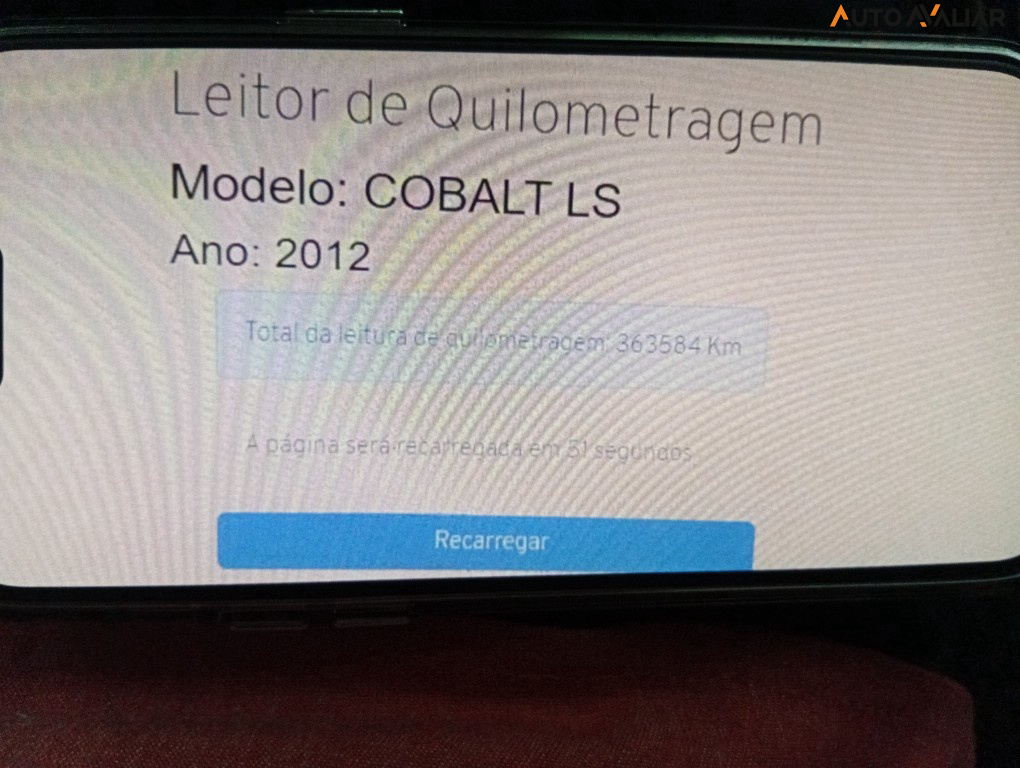 AUTO AVALIAR
Leitor de Quilometragem
Modelo: COBALT LS
Ano: 2012
Total da leitura de quilometragem: 363584 Km
A página será recarregada em 51 segundos
Recarregar